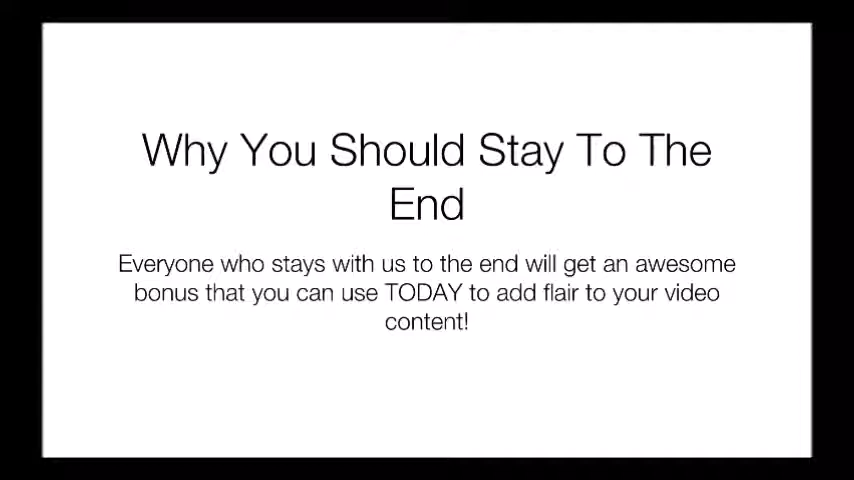 Why You Should Stay To The
End
Everyone who stays with us to the end will get an awesome
bonus that you can use TODAY to add flair to your video
content!